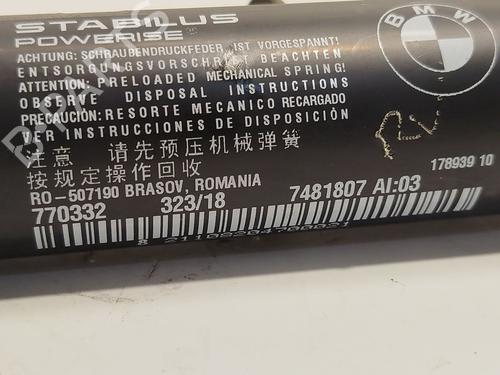 STABILUS
POWERISE
BMW
ACHTUNG: SCHRAUBENDRUCKFEDER IST VORGESPANNT!
ENTSORGUNGSVORSCHRIFT BEACHTEN
ATTENTION: PRELOADED MECHANICAL SPRING!
OBSERVE DISPOSAL INSTRUCTIONS
PRECAUCION: RESORTE MECANICO RECARGADO
VER INSTRUCCIONES DE DISPOSICIÓN
注意 请先预压机械弹簧
按规定操作回收
178939 10
RO-507190 BRASOV, ROMANIA
770332 323/18 7481807 AI:03